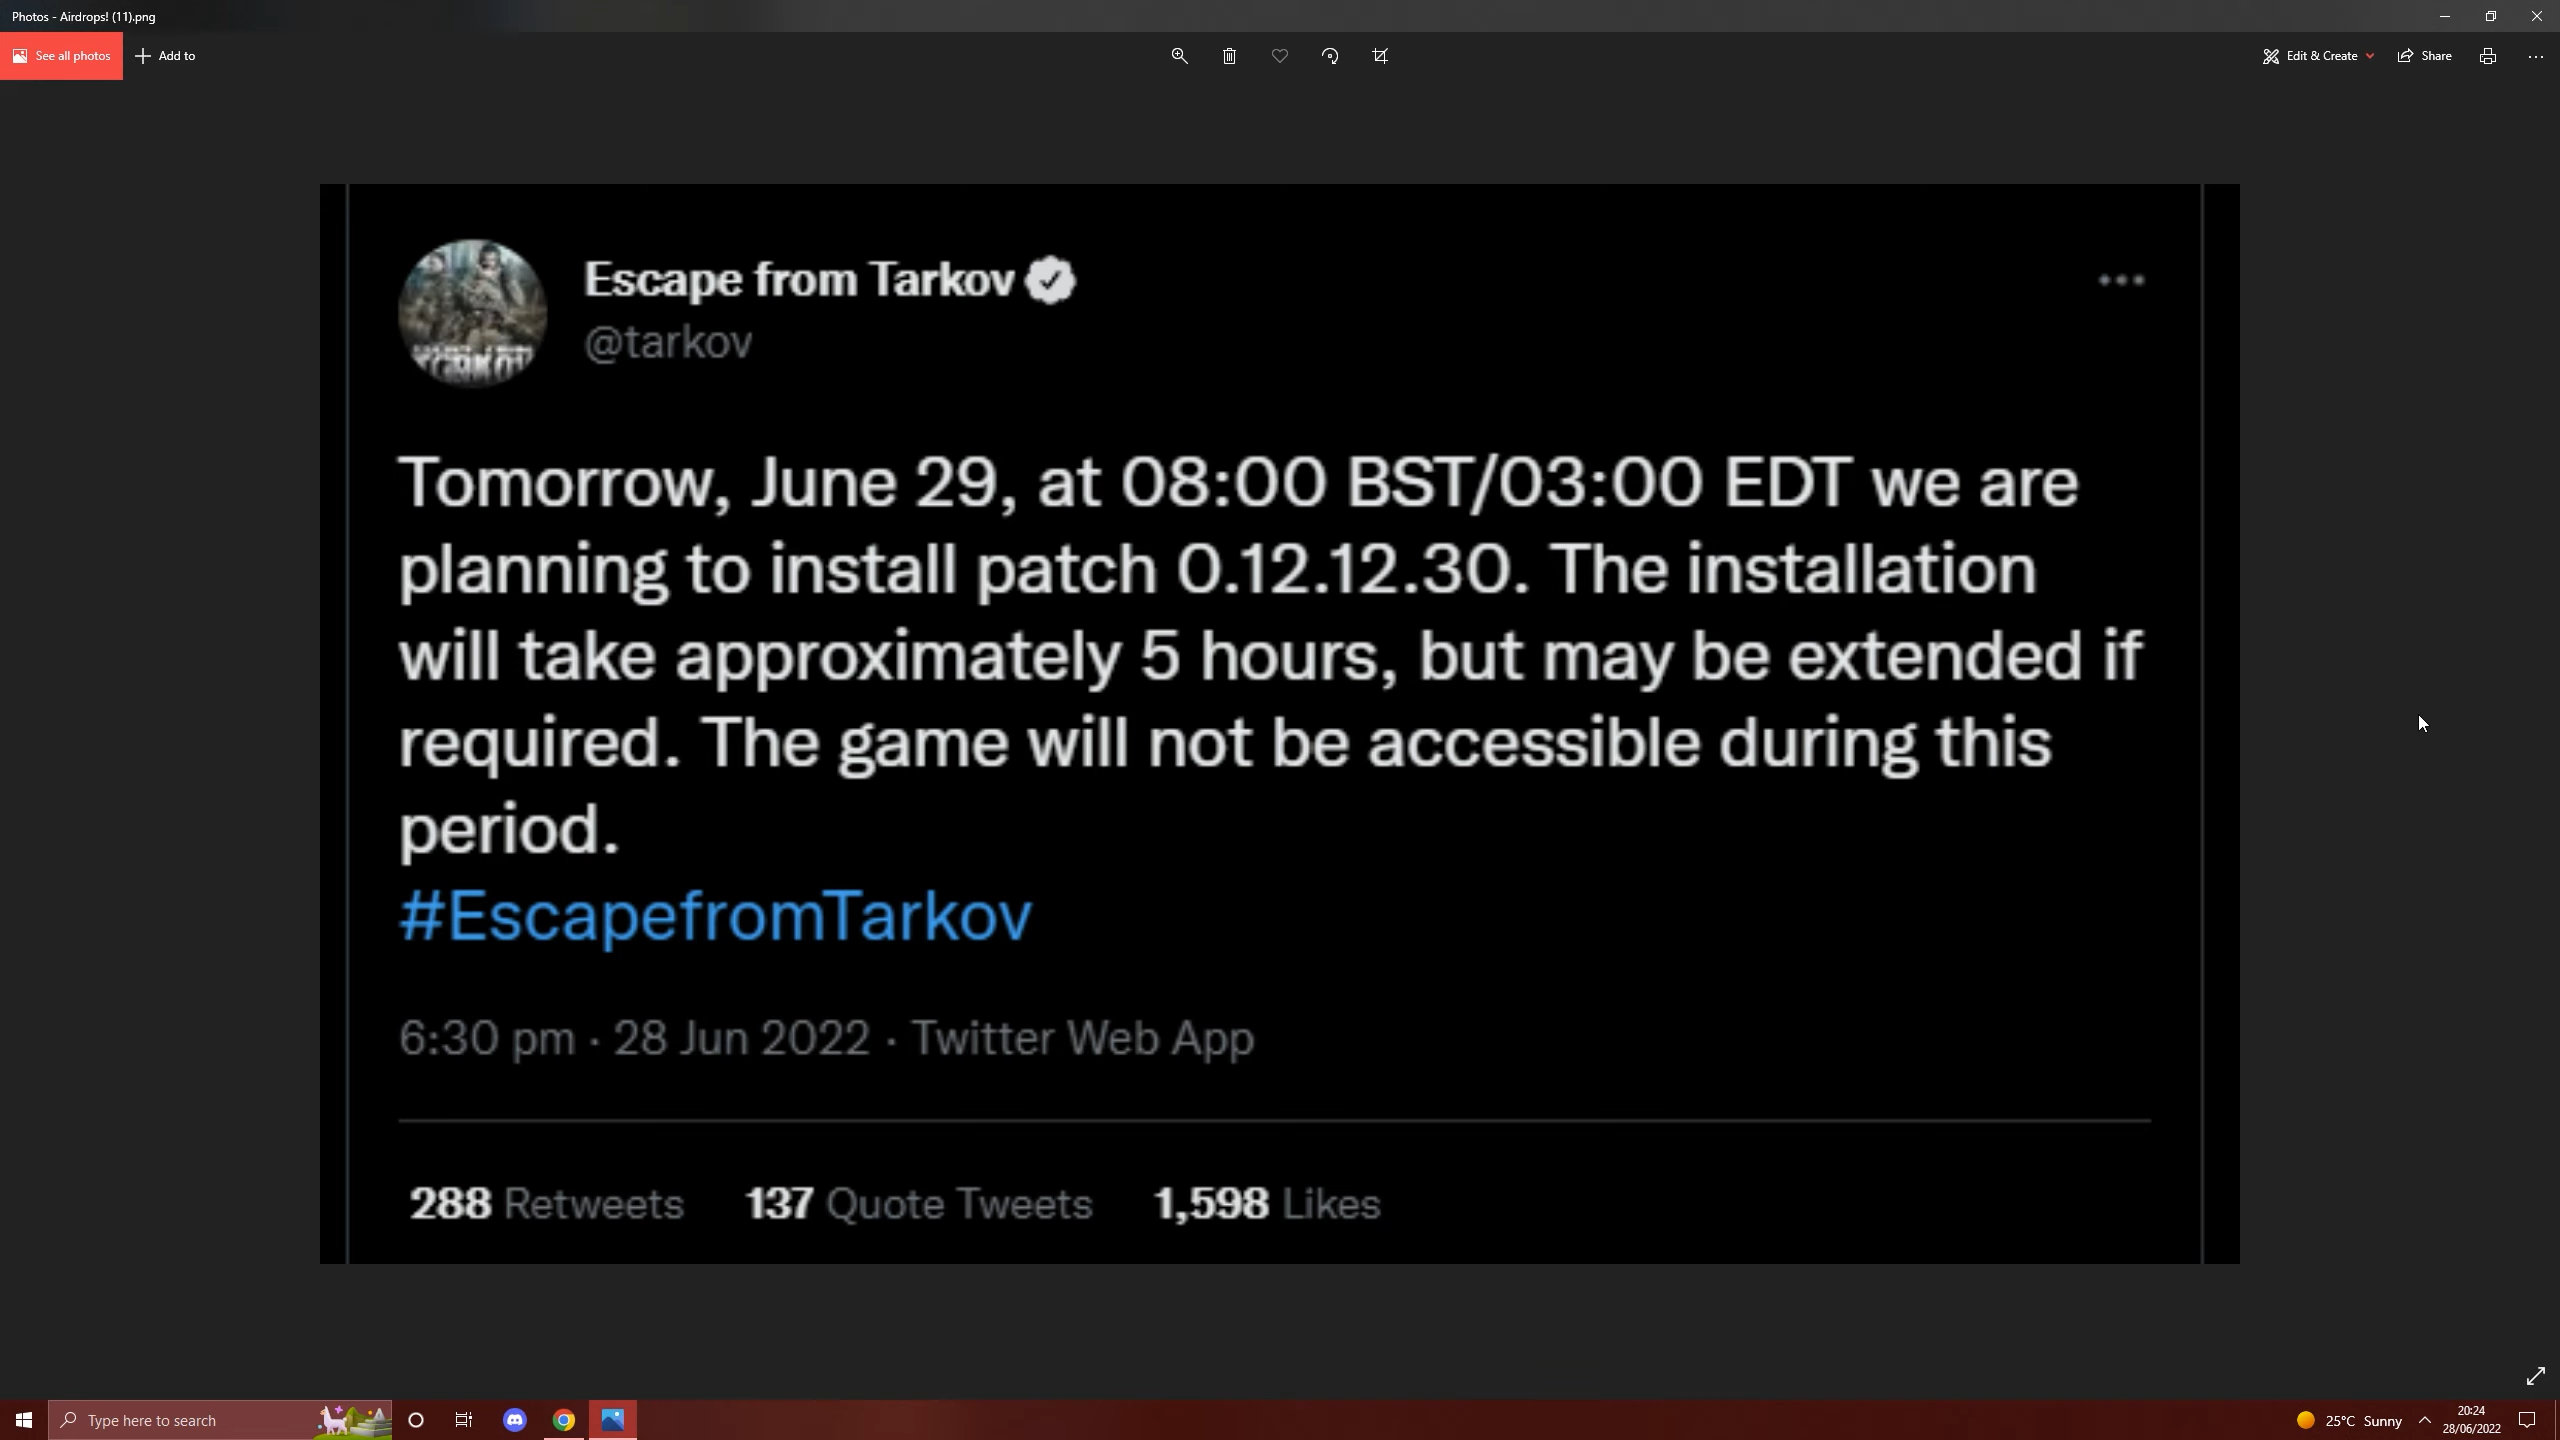 Photos - Airdrops! (11).png
See all photos
Add to
Edit & Create
Share
Escape from Tarkov
@tarkov
Tomorrow, June 29, at 08:00 BST/03:00 EDT we are
planning to install patch 0.12.12.30. The installation
will take approximately 5 hours, but may be extended if
required. The game will not be accessible during this
period.
#EscapefromTarkov
6:30 pm · 28 Jun 2022 · Twitter Web App
288 Retweets 137 Quote Tweets 1,598 Likes
Type here to search
25°C Sunny
20:24
28/06/2022